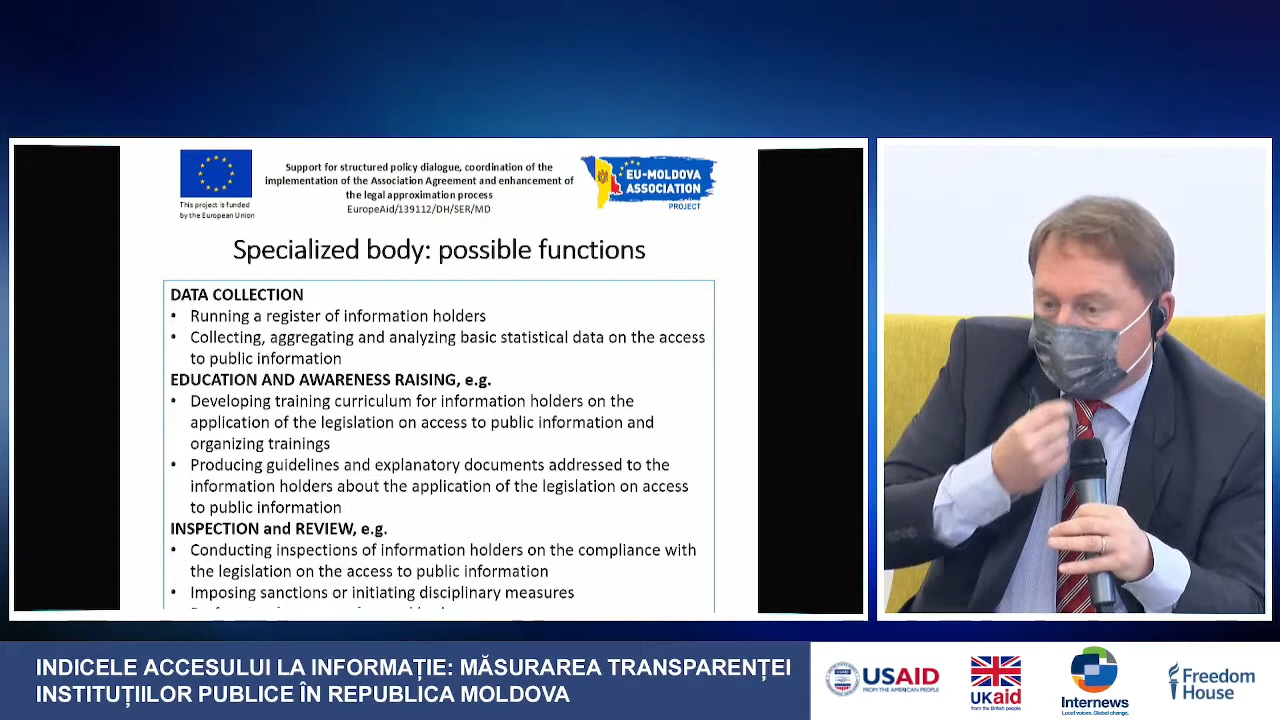 This project is funded
by the European Union
Support for structured policy dialogue, coordination of the
implementation of the Association Agreement and enhancement of
the legal approximation process
EuropeAid/139112/DH/SER/MD
EU-MOLDOVA
ASSOCIATION
PROJECT
Specialized body: possible functions
DATA COLLECTION
• Running a register of information holders
• Collecting, aggregating and analyzing basic statistical data on the access
to public information
EDUCATION AND AWARENESS RAISING, e.g.
• Developing training curriculum for information holders on the
application of the legislation on access to public information and
organizing trainings
• Producing guidelines and explanatory documents addressed to the
information holders about the application of the legislation on access
to public information
INSPECTION and REVIEW, e.g.
• Conducting inspections of information holders on the compliance with
the legislation on the access to public information
• Imposing sanctions or initiating disciplinary measures
INDICELE ACCESULUI LA INFORMAȚIE: MĂSURAREA TRANSPARENȚEI
INSTITUȚIILOR PUBLICE ÎN REPUBLICA MOLDOVA
USAID
FROM THE AMERICAN PEOPLE
UKaid
from the British people
Internews
Local voices. Global change.
Freedom
House